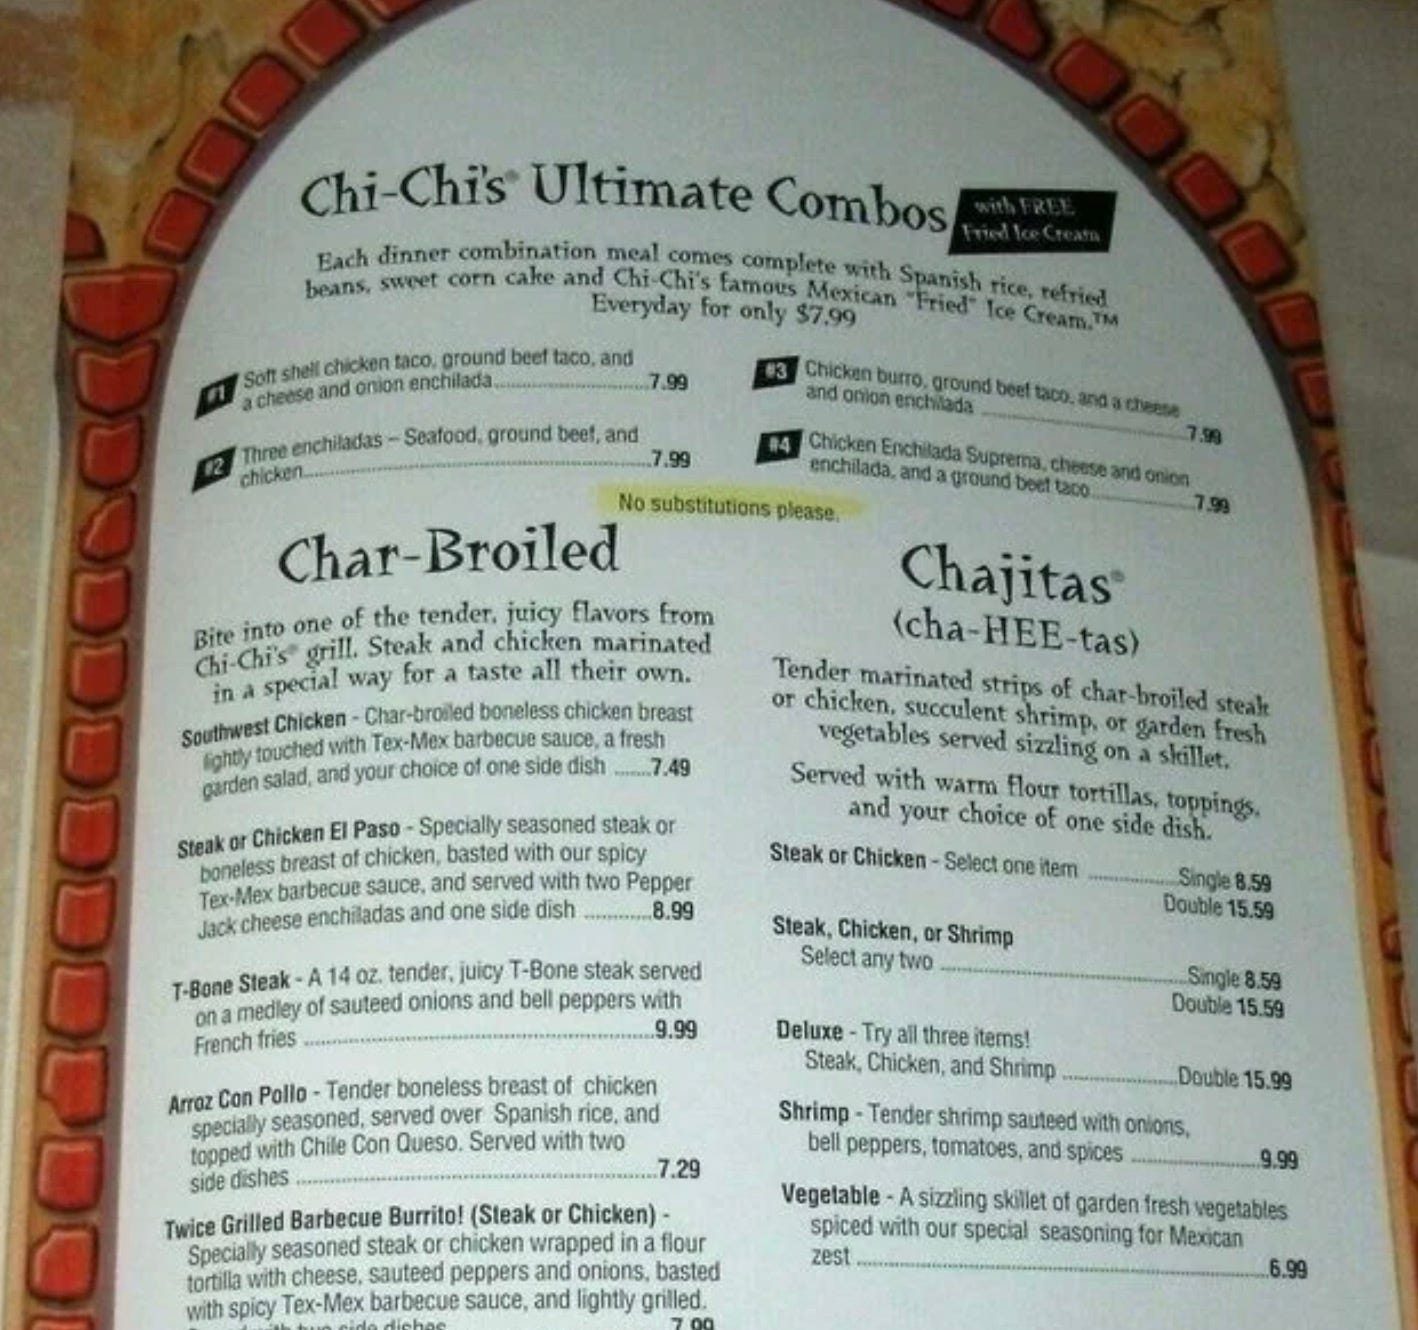 Chi-Chi's® Ultimate Combos
with FREE
Fried Ice Cream
Each dinner combination meal comes complete with Spanish rice, refried
beans, sweet corn cake and Chi-Chi's famous Mexican "Fried" Ice Cream.™
Everyday for only $7.99
#1 Soft shell chicken taco, ground beef taco, and
a cheese and onion enchilada..............................7.99
#2 Three enchiladas – Seafood, ground beef, and
chicken......................................................................7.99
#3 Chicken burro, ground beef taco, and a cheese
and onion enchilada ........................................7.99
#4 Chicken Enchilada Suprema, cheese and onion
enchilada, and a ground beef taco....................7.99
No substitutions please.
Char-Broiled
Bite into one of the tender, juicy flavors from
Chi-Chi's® grill. Steak and chicken marinated
in a special way for a taste all their own.
Southwest Chicken - Char-broiled boneless chicken breast
lightly touched with Tex-Mex barbecue sauce, a fresh
garden salad, and your choice of one side dish .......7.49
Steak or Chicken El Paso - Specially seasoned steak or
boneless breast of chicken, basted with our spicy
Tex-Mex barbecue sauce, and served with two Pepper
Jack cheese enchiladas and one side dish ............8.99
T-Bone Steak - A 14 oz. tender, juicy T-Bone steak served
on a medley of sauteed onions and bell peppers with
French fries ..............................................................9.99
Arroz Con Pollo - Tender boneless breast of chicken
specially seasoned, served over Spanish rice, and
topped with Chile Con Queso. Served with two
side dishes ...............................................................7.29
Twice Grilled Barbecue Burrito! (Steak or Chicken) -
Specially seasoned steak or chicken wrapped in a flour
tortilla with cheese, sauteed peppers and onions, basted
with spicy Tex-Mex barbecue sauce, and lightly grilled.
Served with two side dishes 7.99
Chajitas®
(cha-HEE-tas)
Tender marinated strips of char-broiled steak
or chicken, succulent shrimp, or garden fresh
vegetables served sizzling on a skillet.
Served with warm flour tortillas, toppings,
and your choice of one side dish.
Steak or Chicken - Select one item ................Single 8.59
Double 15.59
Steak, Chicken, or Shrimp
Select any two ............................................Single 8.59
Double 15.59
Deluxe - Try all three items!
Steak, Chicken, and Shrimp ....................Double 15.99
Shrimp - Tender shrimp sauteed with onions,
bell peppers, tomatoes, and spices ......................9.99
Vegetable - A sizzling skillet of garden fresh vegetables
spiced with our special seasoning for Mexican
zest ........................................................................6.99